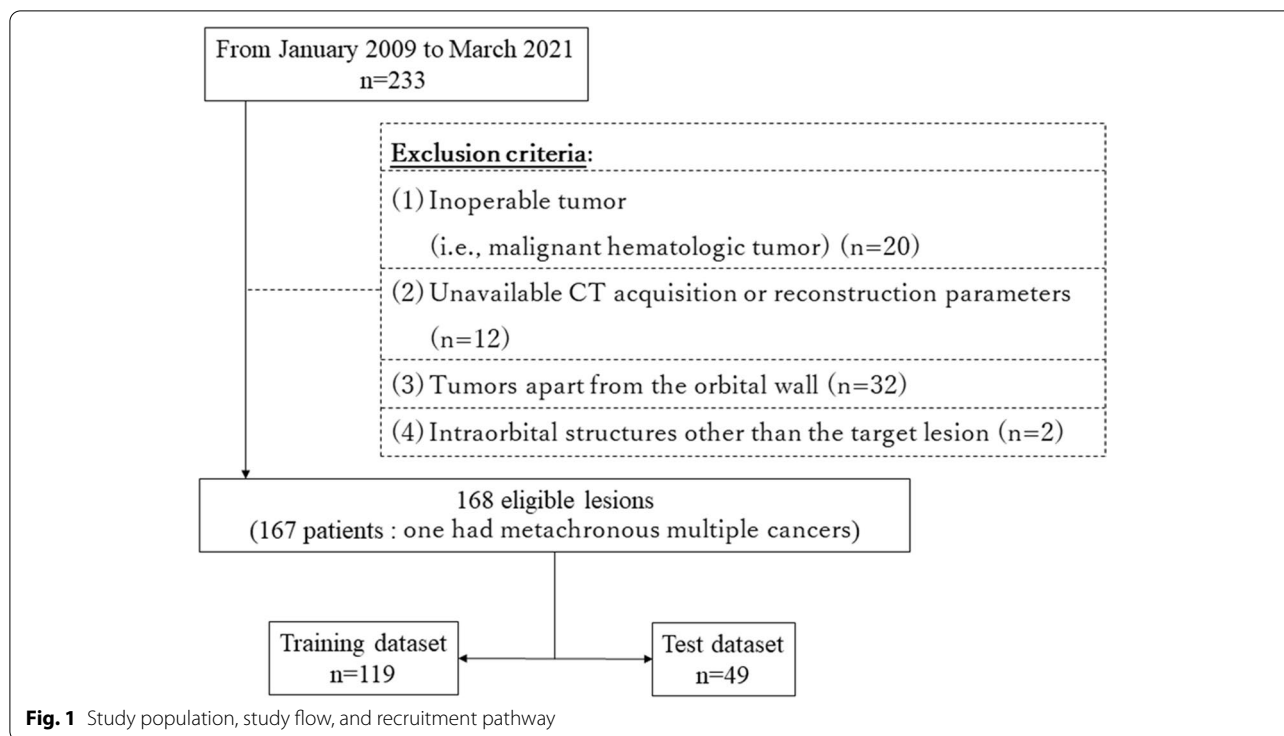 From January 2009 to March 2021
n=233
Exclusion criteria:
(1) Inoperable tumor
(i.e., malignant hematologic tumor) (n=20)
(2) Unavailable CT acquisition or reconstruction parameters
(n=12)
(3) Tumors apart from the orbital wall (n=32)
(4) Intraorbital structures other than the target lesion (n=2)
168 eligible lesions
(167 patients : one had metachronous multiple cancers)
Training dataset
n=119
Test dataset
n=49
Fig. 1 Study population, study flow, and recruitment pathway